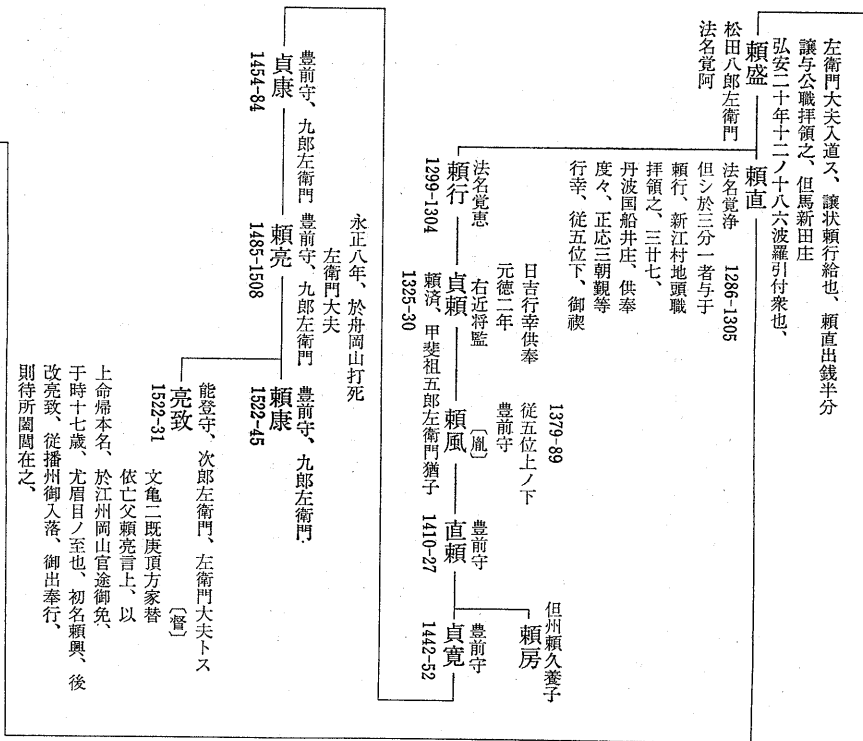 左衛門大夫入道ス、譲状頼行給也、頼直出銭半分
譲与公職拝領之、但馬新田庄
弘安二十年十二ノ十八六波羅引付衆也、
頼盛
松田八郎左衛門
法名覚阿
頼直
法名覚浄 1286-1305
但シ於三分一者与于
頼行、新江村地頭職
拝領之、三廿七、
丹波国船井庄、供奉
度々、正応三朝覲等
行幸、従五位下、御禊
法名覚恵
頼行
1299-1304
日吉行幸供奉
元徳二年
右近将監
貞頼
1325-30
頼済、甲斐祖五郎左衛門猶子
1379-89
従五位上ノ下
豊前守
〔胤〕
頼風
豊前守
直頼
1410-27
但州頼久養子
頼房
豊前守
貞寛
1442-52
豊前守、九郎左衛門
貞康
1454-84
永正八年、於舟岡山打死
左衛門大夫
豊前守、九郎左衛門
頼亮
1485-1508
豊前守、九郎左衛門
頼康
1522-45
能登守、次郎左衛門、左衛門大夫トス
亮致
1522-31
〔督〕
文亀二既庚頂方家替
依亡父頼亮言上、以
上命帰本名、於江州岡山官途御免、
于時十七歳、尤眉目ノ至也、初名頼興、後
改亮致、従播州御入落、御出奉行、
則待所闔閭在之、